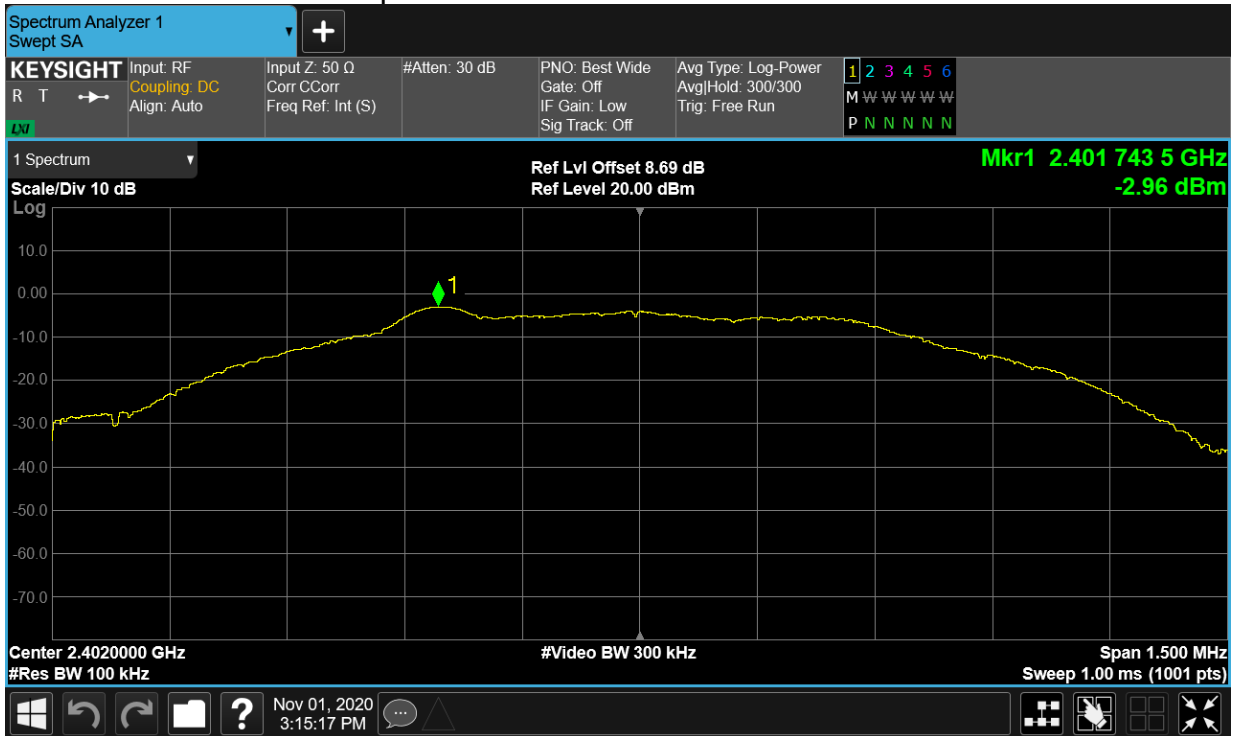 Spectrum Analyzer 1
Swept SA
+
KEYSIGHT
R T
LXI
Input: RF
Coupling: DC
Align: Auto
Input Z: 50 Ω
Corr CCorr
Freq Ref: Int (S)
#Atten: 30 dB
PNO: Best Wide
Gate: Off
IF Gain: Low
Sig Track: Off
Avg Type: Log-Power
Avg|Hold: 300/300
Trig: Free Run
1 2 3 4 5 6
M W W W W W
P N N N N N
1 Spectrum
Scale/Div 10 dB
Log
Ref Lvl Offset 8.69 dB
Ref Level 20.00 dBm
Mkr1 2.401 743 5 GHz
-2.96 dBm
1
10.0
0.00
-10.0
-20.0
-30.0
-40.0
-50.0
-60.0
-70.0
Center 2.4020000 GHz
#Res BW 100 kHz
#Video BW 300 kHz
Span 1.500 MHz
Sweep 1.00 ms (1001 pts)
?
Nov 01, 2020
3:15:17 PM